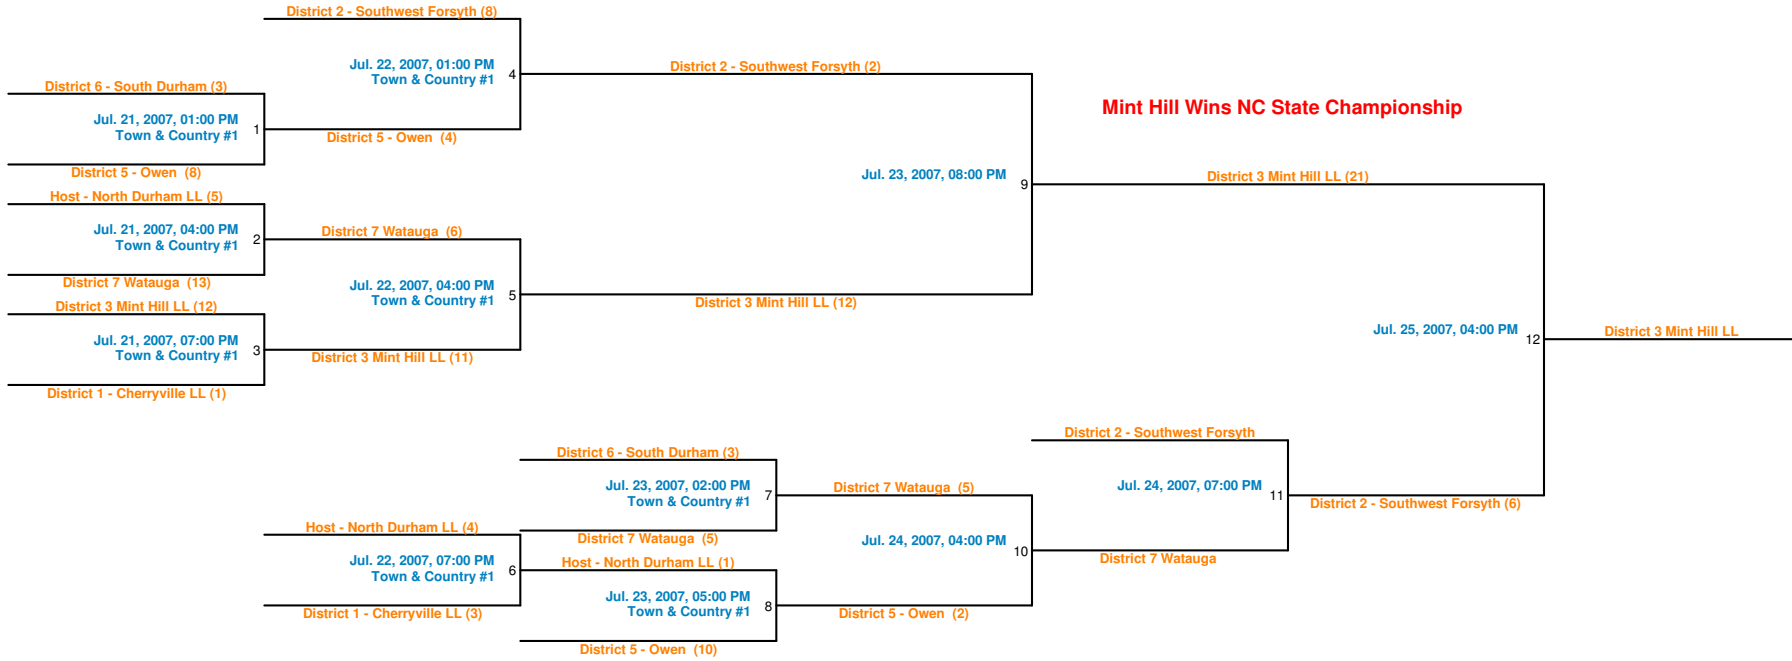 District 2 - Southwest Forsyth (8)
Jul. 22, 2007, 01:00 PM
Town & Country #1
4
District 2 - Southwest Forsyth (2)
District 6 - South Durham (3)
Jul. 21, 2007, 01:00 PM
Town & Country #1
1
District 5 - Owen (4)
District 5 - Owen (8)
Mint Hill Wins NC State Championship
Jul. 23, 2007, 08:00 PM
9
District 3 Mint Hill LL (21)
Host - North Durham LL (5)
Jul. 21, 2007, 04:00 PM
Town & Country #1
2
District 7 Watauga (6)
District 7 Watauga (13)
Jul. 22, 2007, 04:00 PM
Town & Country #1
5
District 3 Mint Hill LL (12)
District 3 Mint Hill LL (12)
Jul. 21, 2007, 07:00 PM
Town & Country #1
3
District 3 Mint Hill LL (11)
District 1 - Cherryville LL (1)
Jul. 25, 2007, 04:00 PM
12
District 3 Mint Hill LL
District 2 - Southwest Forsyth
Jul. 24, 2007, 07:00 PM
11
District 2 - Southwest Forsyth (6)
District 6 - South Durham (3)
Jul. 23, 2007, 02:00 PM
Town & Country #1
7
District 7 Watauga (5)
District 7 Watauga (5)
Jul. 24, 2007, 04:00 PM
10
District 7 Watauga
Host - North Durham LL (4)
Jul. 22, 2007, 07:00 PM
Town & Country #1
6
Host - North Durham LL (1)
District 1 - Cherryville LL (3)
Jul. 23, 2007, 05:00 PM
Town & Country #1
8
District 5 - Owen (2)
District 5 - Owen (10)